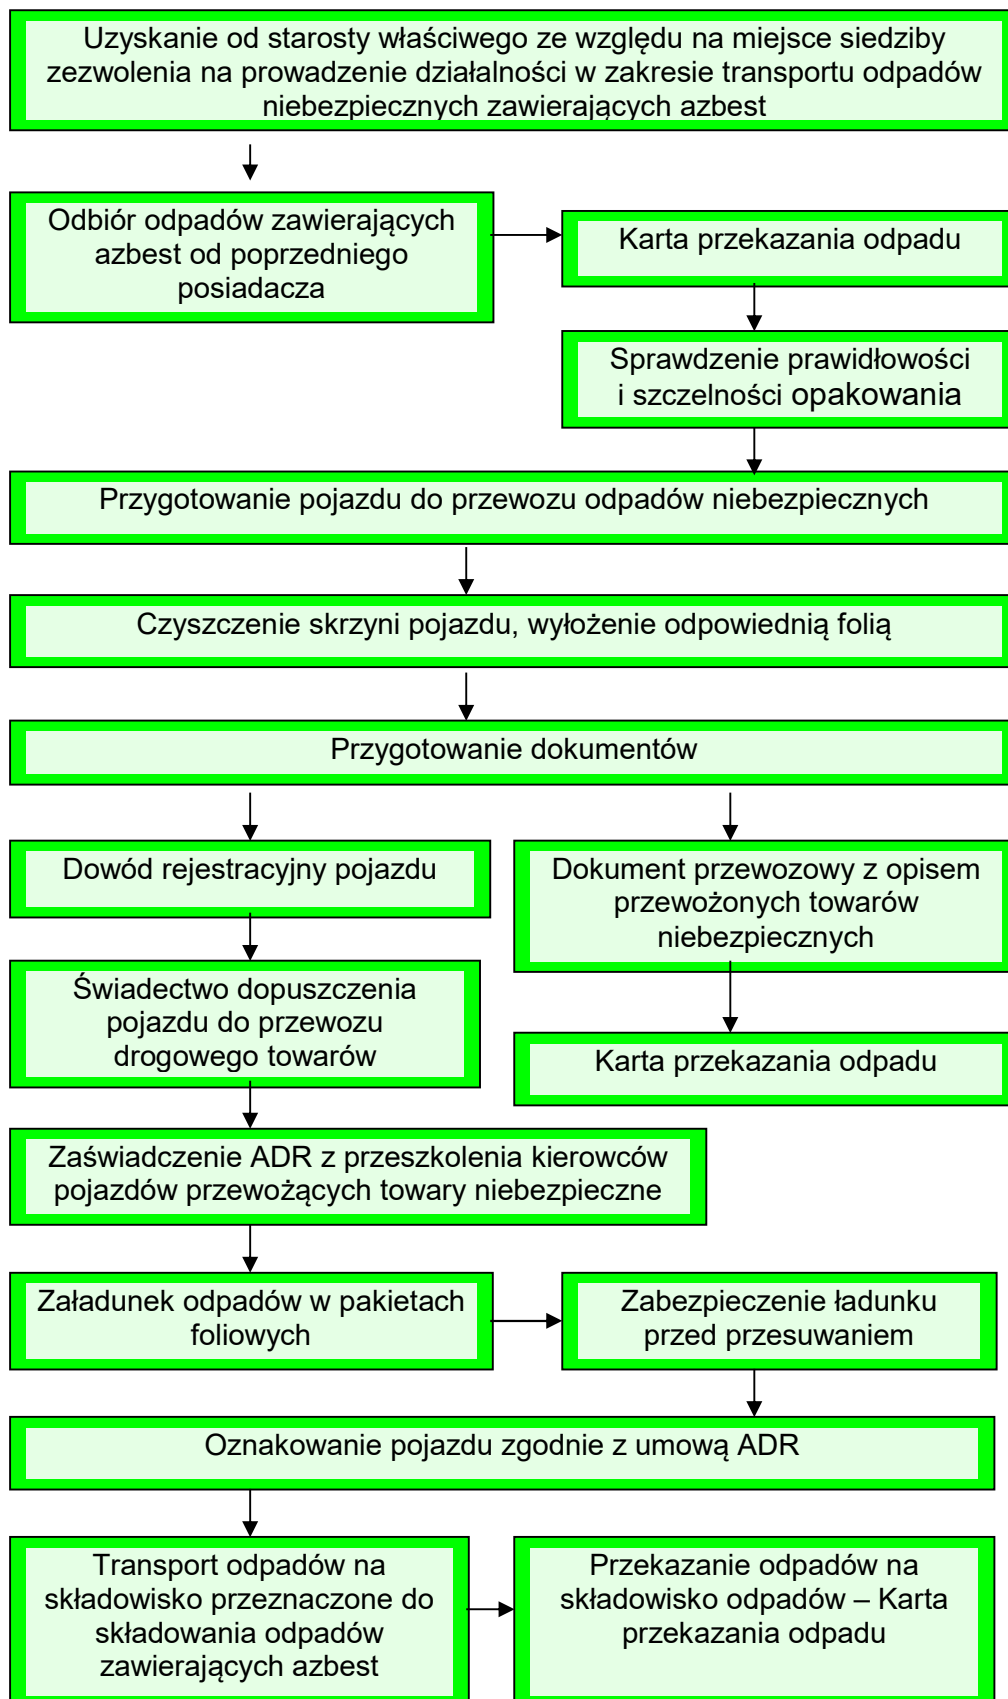 Uzyskanie od starosty właściwego ze względu na miejsce siedziby
zezwolenia na prowadzenie działalności w zakresie transportu odpadów
niebezpiecznych zawierających azbest
Odbiór odpadów zawierających
azbest od poprzedniego
posiadacza
Karta przekazania odpadu
Sprawdzenie prawidłowości
i szczelności opakowania
Przygotowanie pojazdu do przewozu odpadów niebezpiecznych
Czyszczenie skrzyni pojazdu, wyłożenie odpowiednią folią
Przygotowanie dokumentów
Dowód rejestracyjny pojazdu
Dokument przewozowy z opisem
przewożonych towarów
niebezpiecznych
Świadectwo dopuszczenia
pojazdu do przewozu
drogowego towarów
Karta przekazania odpadu
Zaświadczenie ADR z przeszkolenia kierowców
pojazdów przewożących towary niebezpieczne
Załadunek odpadów w pakietach
foliowych
Zabezpieczenie ładunku
przed przesuwaniem
Oznakowanie pojazdu zgodnie z umową ADR
Transport odpadów na
składowisko przeznaczone do
składowania odpadów
zawierających azbest
Przekazanie odpadów na
składowisko odpadów – Karta
przekazania odpadu